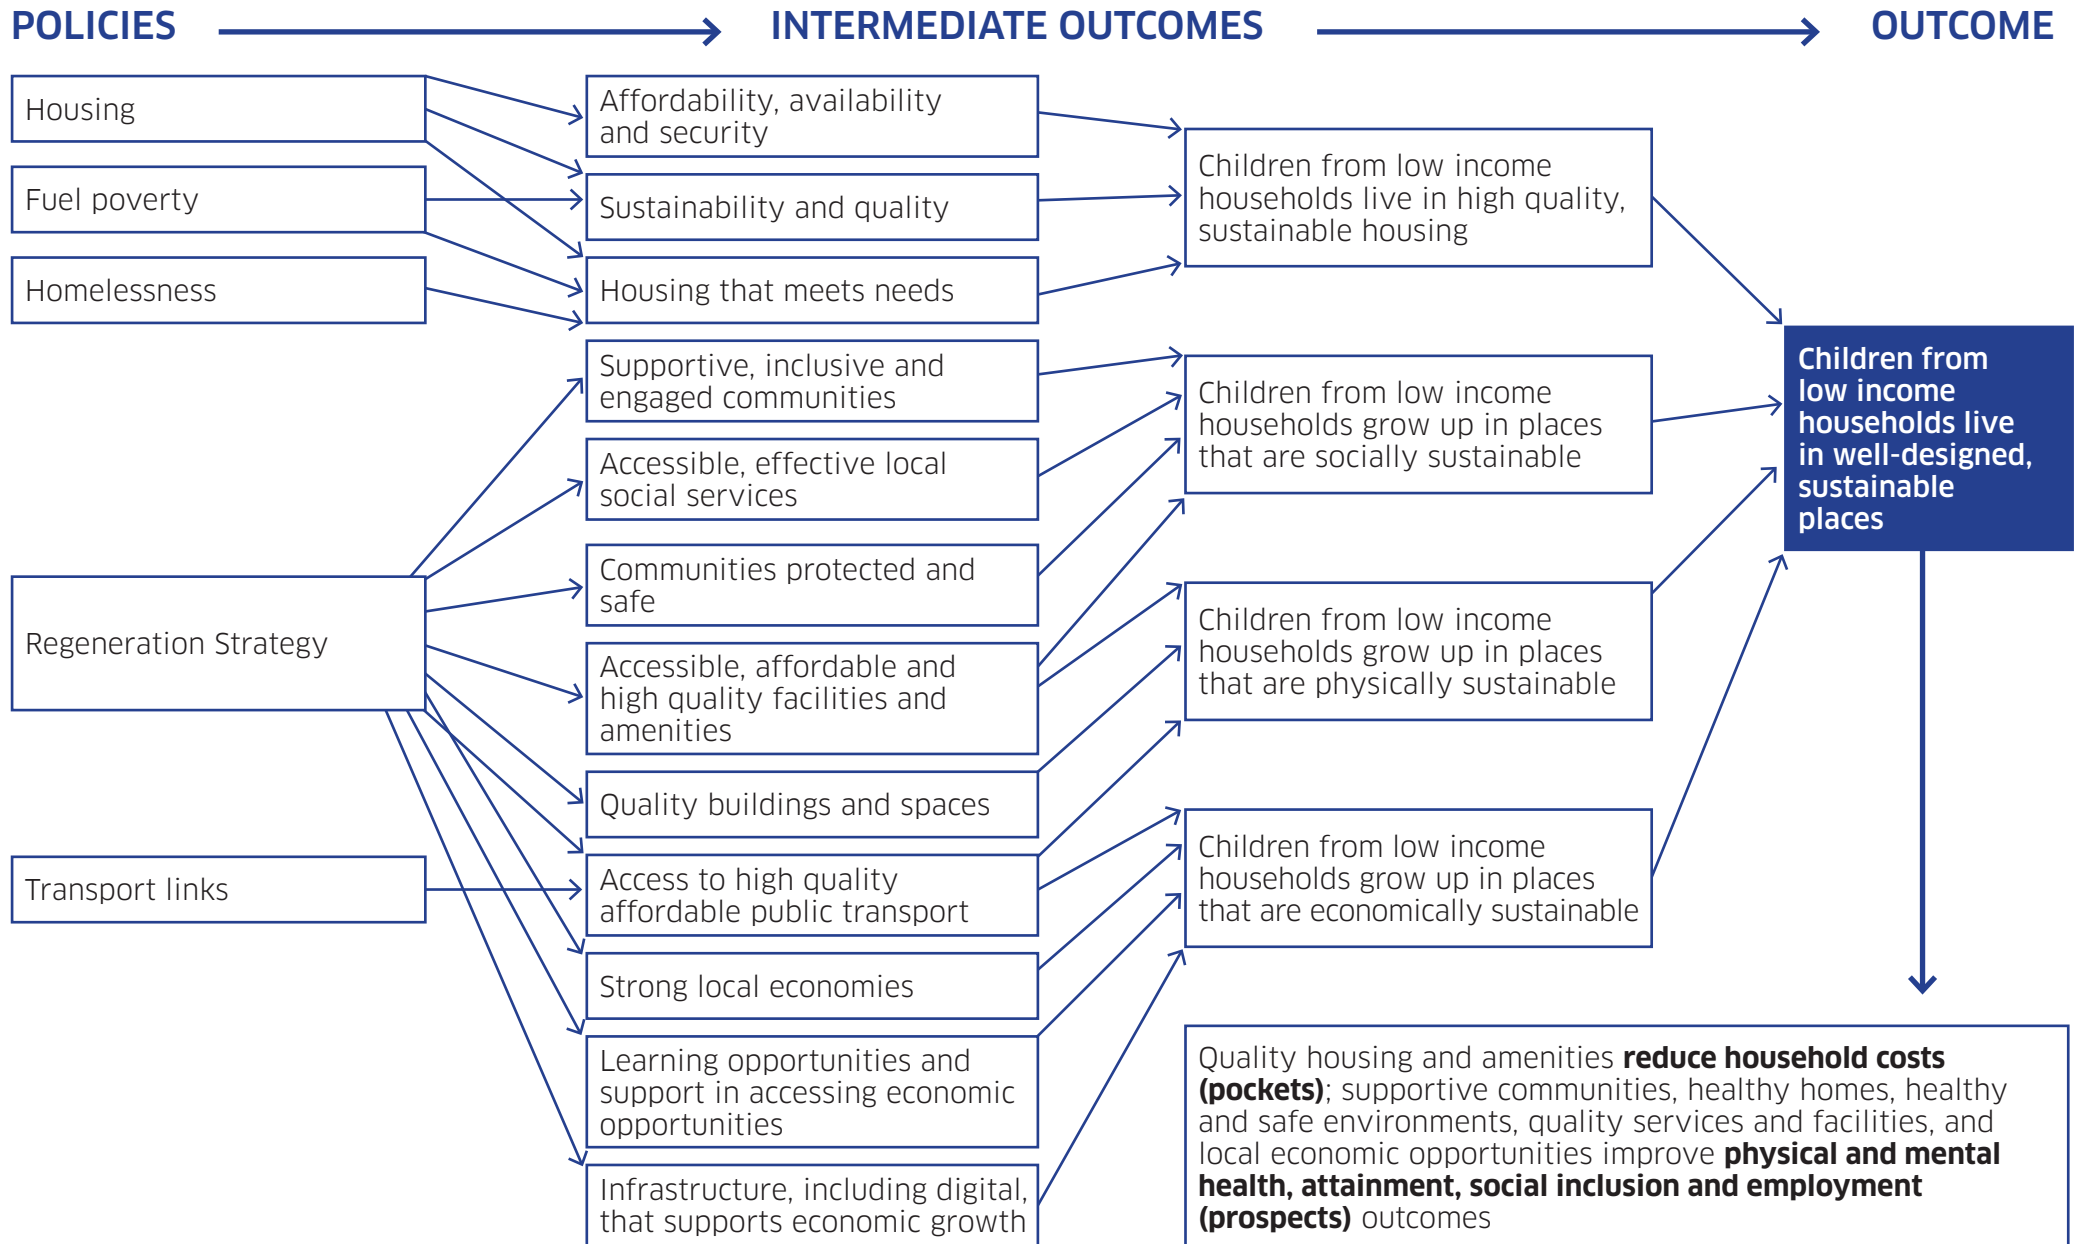 POLICIES
INTERMEDIATE OUTCOMES
OUTCOME
Housing
Fuel poverty
Homelessness
Regeneration Strategy
Transport links
Affordability, availability
and security
Sustainability and quality
Housing that meets needs
Supportive, inclusive and
engaged communities
Accessible, effective local
social services
Communities protected and
safe
Accessible, affordable and
high quality facilities and
amenities
Quality buildings and spaces
Access to high quality
affordable public transport
Strong local economies
Learning opportunities and
support in accessing economic
opportunities
Infrastructure, including digital,
that supports economic growth
Children from low income
households live in high quality,
sustainable housing
Children from low income
households grow up in places
that are socially sustainable
Children from low income
households grow up in places
that are physically sustainable
Children from low income
households grow up in places
that are economically sustainable
Children from
low income
households live
in well-designed,
sustainable
places
Quality housing and amenities reduce household costs
(pockets); supportive communities, healthy homes, healthy
and safe environments, quality services and facilities, and
local economic opportunities improve physical and mental
health, attainment, social inclusion and employment
(prospects) outcomes